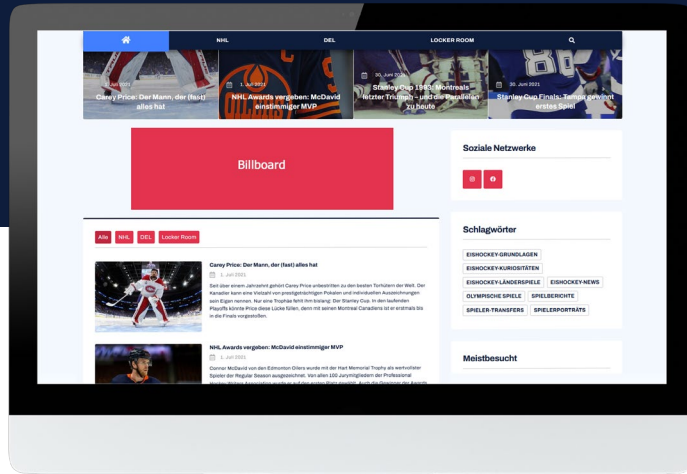 NHL
DEL
LOCKER ROOM
1. Juli 2021
Carey Price: Der Mann, der (fast)
alles hat
1. Juli 2021
NHL Awards vergeben: McDavid
einstimmiger MVP
30. Juni 2021
Stanley Cup 1993: Montreals
letzter Triumph – und die Parallelen
zu heute
30. Juni 2021
Stanley Cup Finals: Tampa gewinnt
erstes Spiel
Billboard
Soziale Netzwerke
Alle
NHL
DEL
Locker Room
Carey Price: Der Mann, der (fast) alles hat
1. Juli 2021
Seit über einem Jahrzehnt gehört Carey Price unbestritten zu den besten Torhütern der Welt. Der
Kanadier kann eine Vielzahl von prestigeträchtigen Pokalen und individuellen Auszeichnungen
sein Eigen nennen. Nur eine Trophäe fehlt ihm bislang: Der Stanley Cup. In den laufenden
Playoffs könnte Price diese Lücke füllen, denn mit seinen Montreal Canadiens ist er erstmals bis
in die Finals vorgestoßen.
NHL Awards vergeben: McDavid einstimmiger MVP
1. Juli 2021
Connor McDavid von den Edmonton Oilers wurde mit der Hart Memorial Trophy als wertvollster
Spieler der Regular Season ausgezeichnet. Von allen 100 Jurymitgliedern der Professional
Schlagwörter
EISHOCKEY-GRUNDLAGEN
EISHOCKEY-KURIOSITÄTEN
EISHOCKEY-LÄNDERSPIELE
EISHOCKEY-NEWS
OLYMPISCHE SPIELE
SPIELBERICHTE
SPIELER-TRANSFERS
SPIELERPORTRÄTS
Meistbesucht